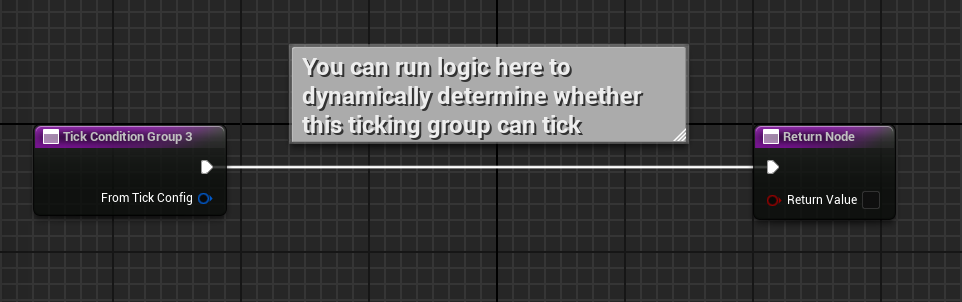 You can run logic here to
dynamically determine whether
this ticking group can tick
Tick Condition Group 3
From Tick Config
Return Node
Return Value